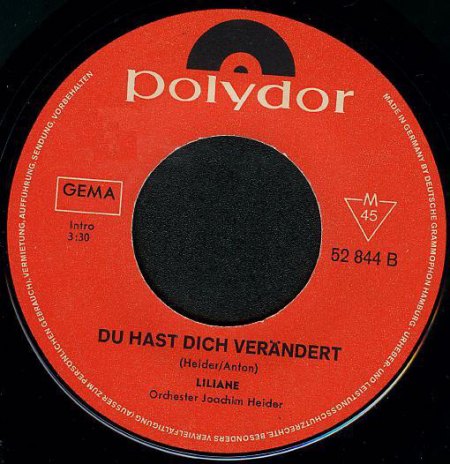 polydor
GEMA
Intro
3:30
M
45
52 844 B
DU HAST DICH VERÄNDERT
(Heider/Anton)
LILIANE
Orchester Joachim Heider
MADE IN GERMANY BY DEUTSCHE GRAMMOPHON HAMBURG · URHEBER- UND LEISTUNGSSCHUTZRECHTE, BESONDERS VERVIELFÄLTIGUNG (AUSSER ZUM PERSÖNLICHEN GEBRAUCH), VERMIETUNG, AUFFÜHRUNG, SENDUNG, VORBEHALTEN